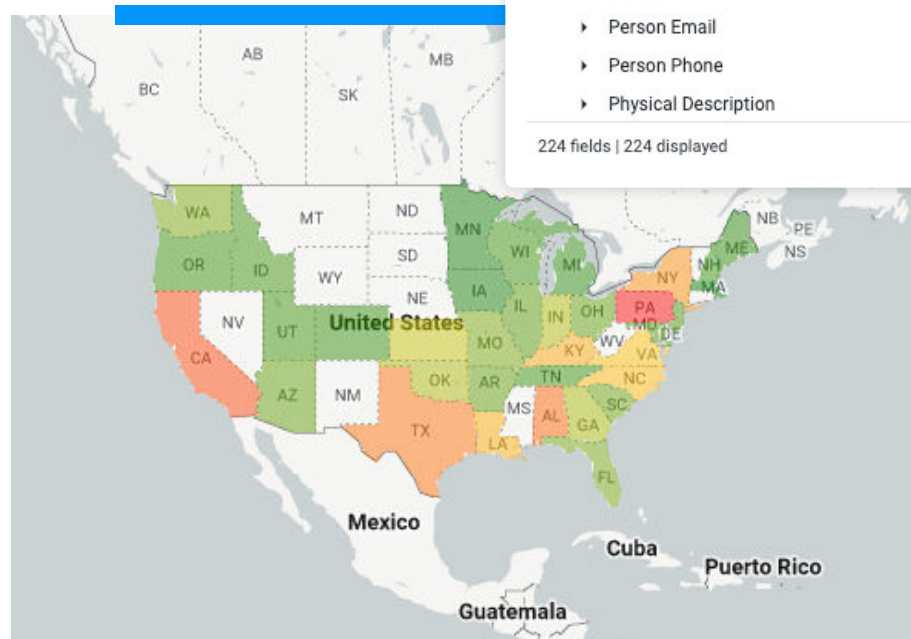 Person Email
Person Phone
Physical Description
224 fields | 224 displayed
AB
MB
BC
SK
WA
MT
ND
NB
PE
MN
ME
NS
OR
ID
SD
WI
MI
NH
WY
NE
IA
NY
MA
NV
UT
United States
IL
IN
OH
PA
MD
DE
CA
MO
KY
WV
VA
AZ
NM
OK
AR
TN
NC
TX
MS
AL
SC
GA
LA
FL
Mexico
Cuba
Puerto Rico
Guatemala